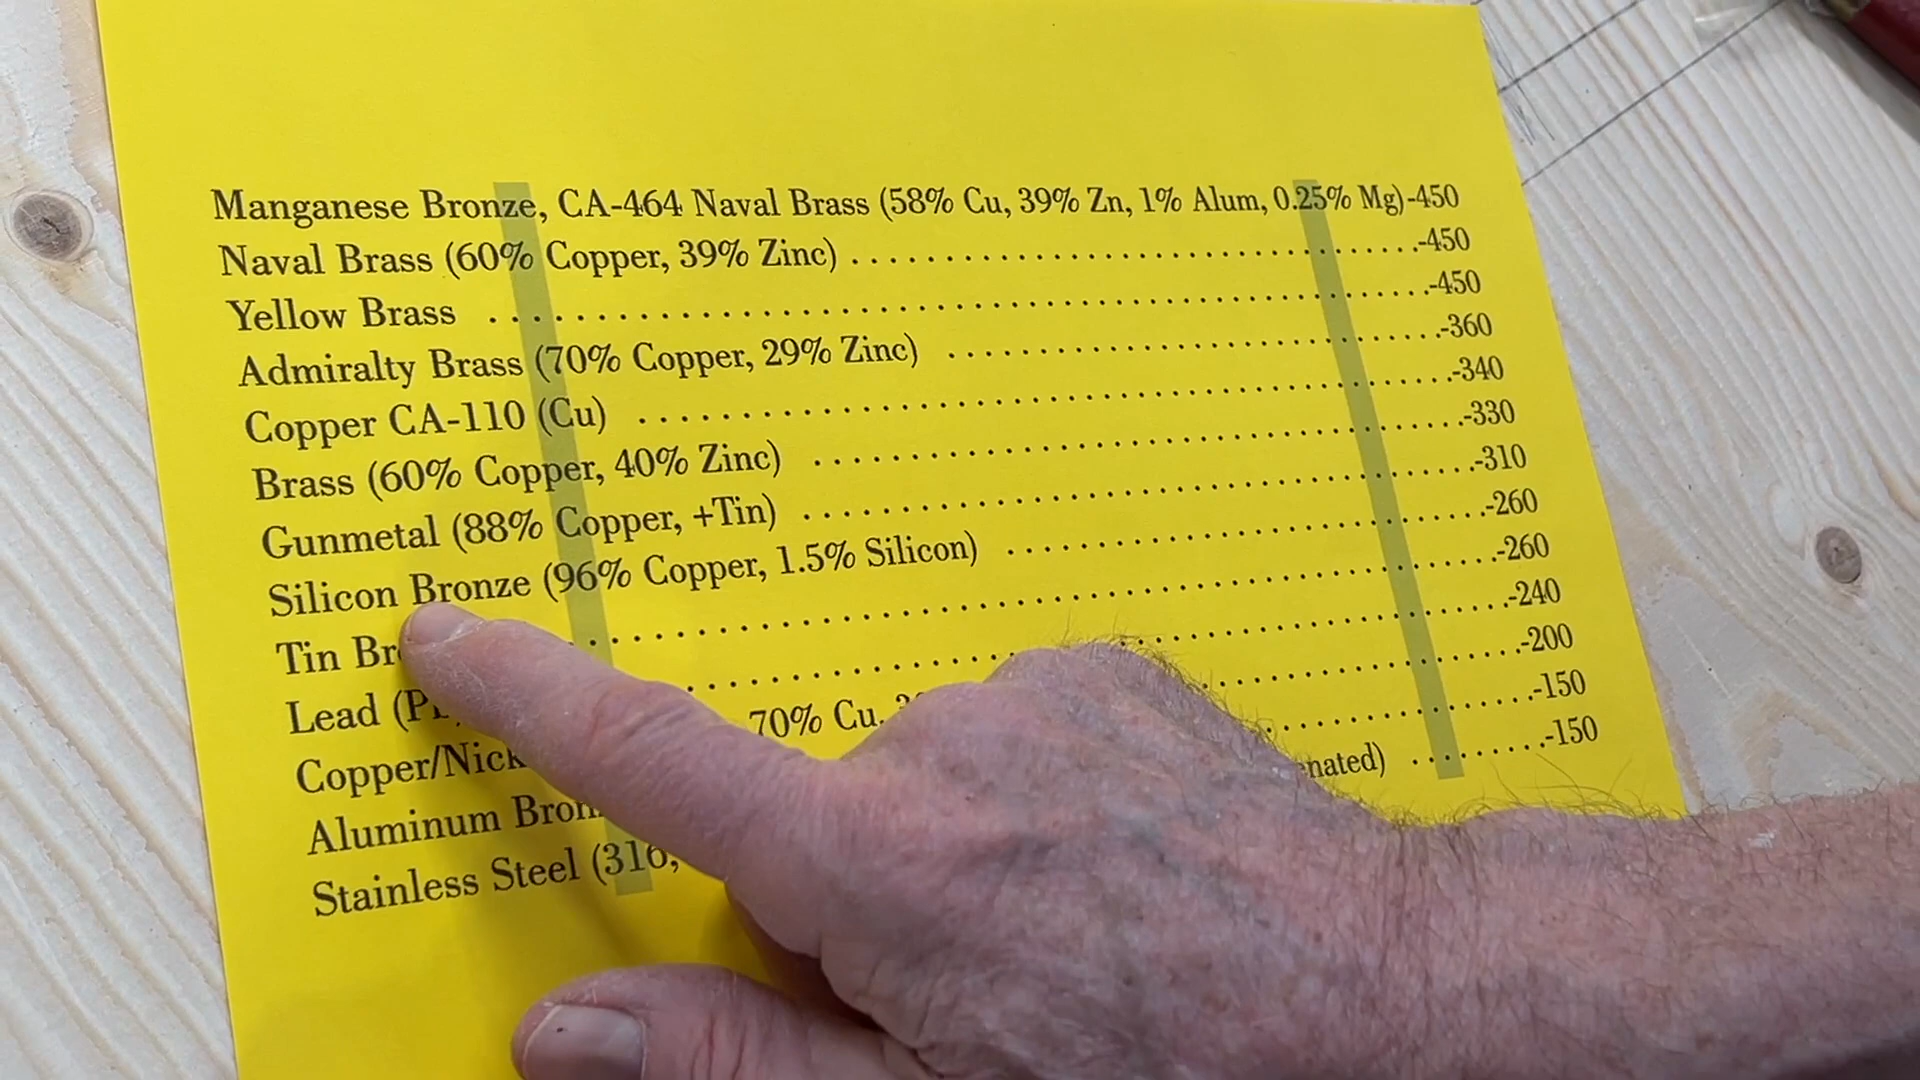 Manganese Bronze, CA-464 Naval Brass (58% Cu, 39% Zn, 1% Alum, 0.25% Mg)-450
Naval Brass (60% Copper, 39% Zinc) ..............................-450
Yellow Brass ..................................................-450
Admiralty Brass (70% Copper, 29% Zinc) ..........................-360
Copper CA-110 (Cu) ..........................................-340
Brass (60% Copper, 40% Zinc) .................................-330
Gunmetal (88% Copper, +Tin) ..................................-310
Silicon Bronze (96% Copper, 1.5% Silicon) .........................-260
Tin ..............................................-260
Lead ..........................................-240
Copper/ 70% Cu, ..................-200
Aluminum ..............-150
Stainless Steel (316, ........-150